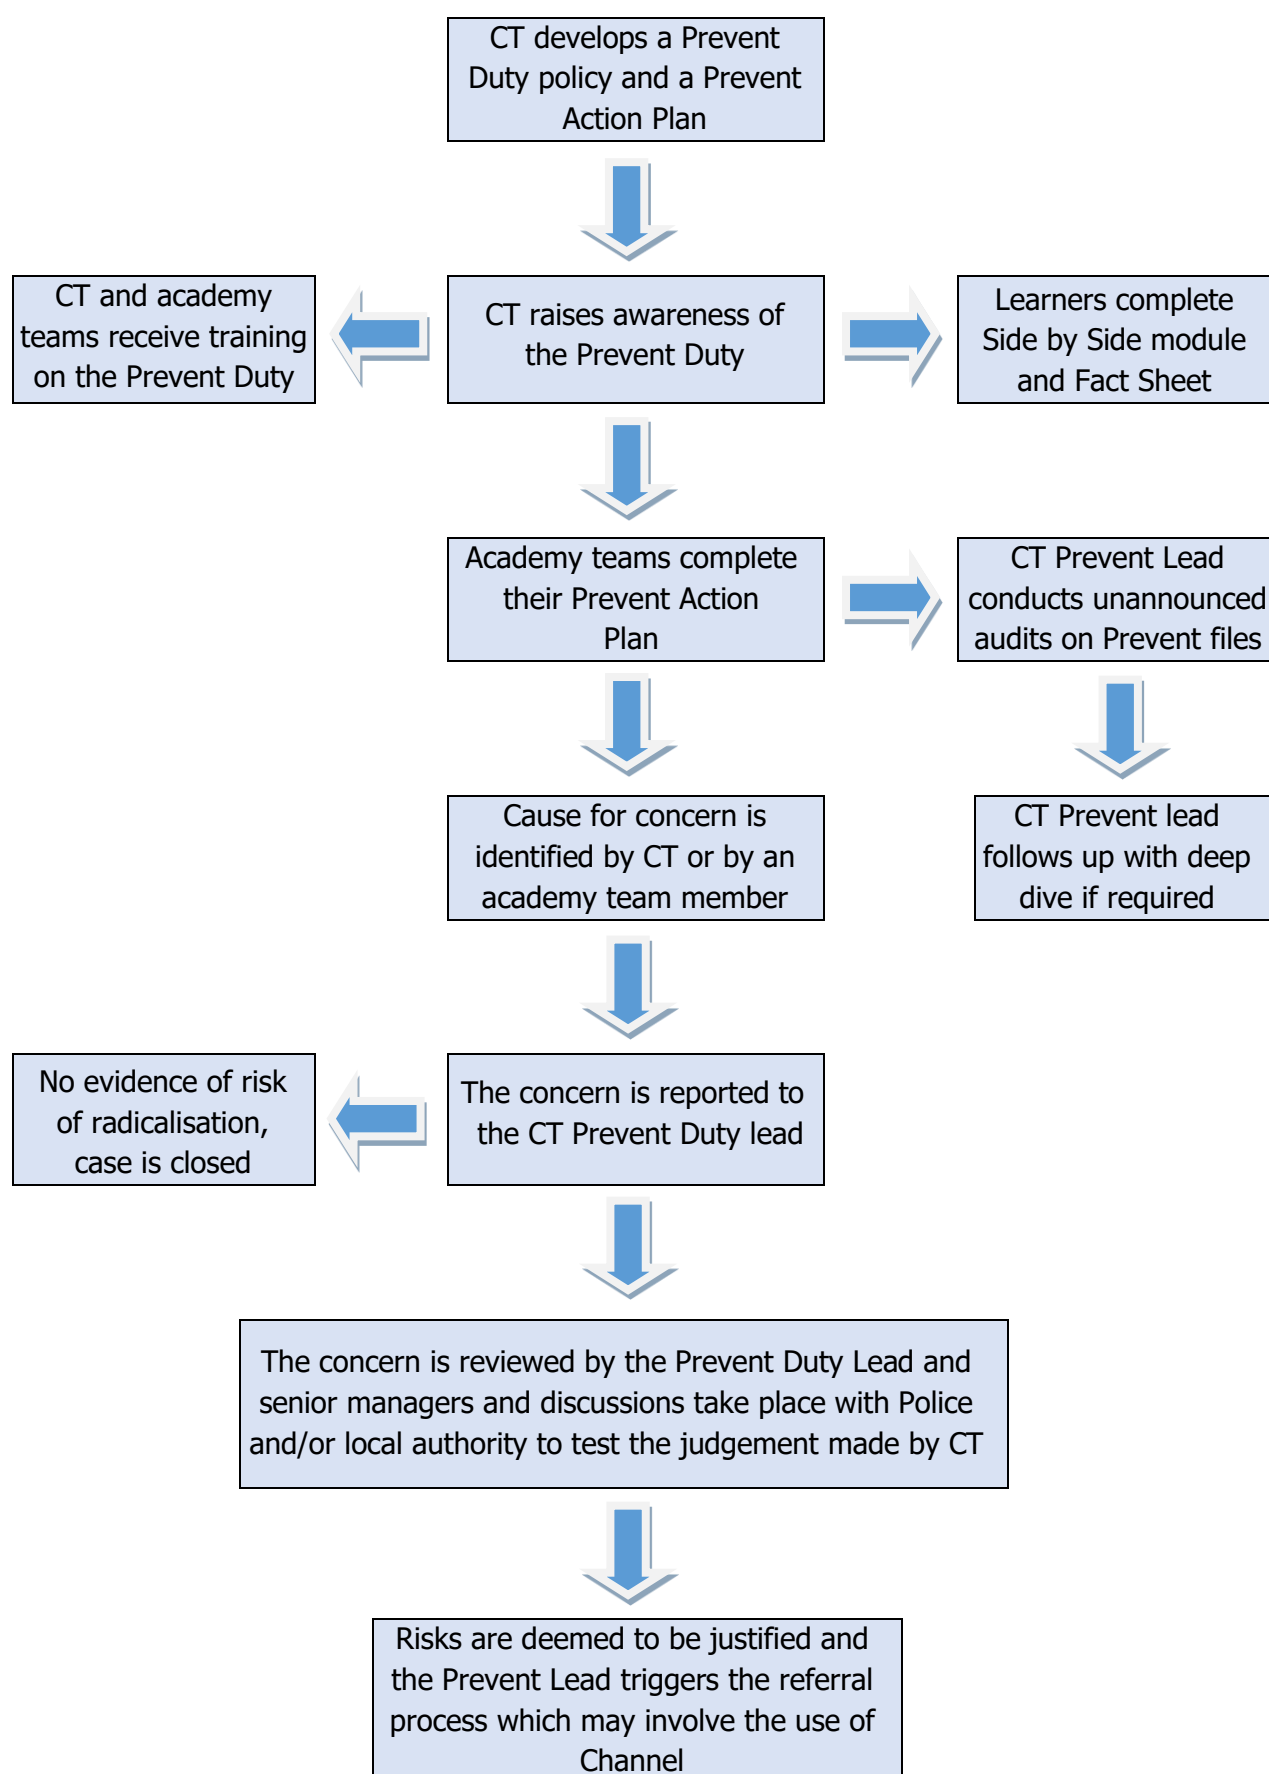 CT develops a Prevent
Duty policy and a Prevent
Action Plan
CT and academy
teams receive training
on the Prevent Duty
CT raises awareness of
the Prevent Duty
Learners complete
Side by Side module
and Fact Sheet
Academy teams complete
their Prevent Action
Plan
CT Prevent Lead
conducts unannounced
audits on Prevent files
Cause for concern is
identified by CT or by an
academy team member
CT Prevent lead
follows up with deep
dive if required
No evidence of risk
of radicalisation,
case is closed
The concern is reported to
the CT Prevent Duty lead
The concern is reviewed by the Prevent Duty Lead and
senior managers and discussions take place with Police
and/or local authority to test the judgement made by CT
Risks are deemed to be justified and
the Prevent Lead triggers the referral
process which may involve the use of
Channel